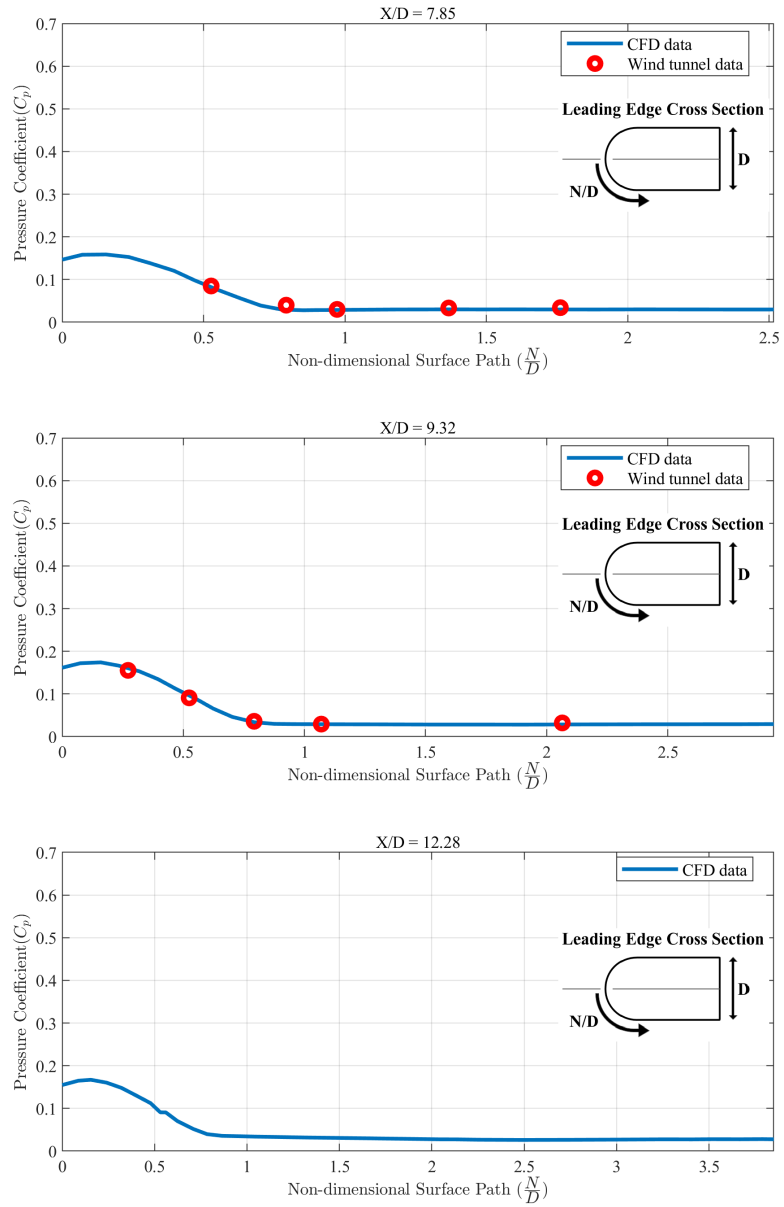 X/D = 7.85
0.7
0.6
0.5
0.4
0.3
0.2
0.1
0
Pressure Coefficient(C_p)
CFD data
Wind tunnel data
Leading Edge Cross Section
D
N/D
0 0.5 1 1.5 2 2.5
Non-dimensional Surface Path (N/D)
X/D = 9.32
0.7
0.6
0.5
0.4
0.3
0.2
0.1
0
Pressure Coefficient(C_p)
CFD data
Wind tunnel data
Leading Edge Cross Section
D
N/D
0 0.5 1 1.5 2 2.5
Non-dimensional Surface Path (N/D)
X/D = 12.28
0.7
0.6
0.5
0.4
0.3
0.2
0.1
0
Pressure Coefficient(C_p)
CFD data
Leading Edge Cross Section
D
N/D
0 0.5 1 1.5 2 2.5 3 3.5
Non-dimensional Surface Path (N/D)